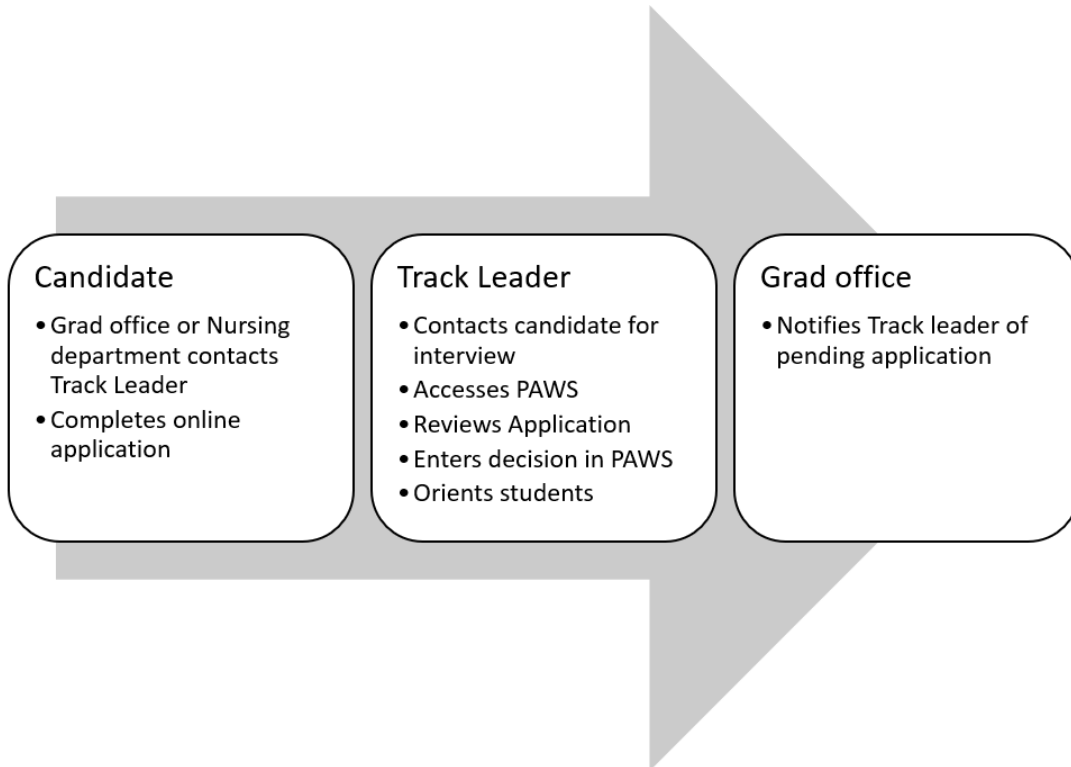 Candidate
• Grad office or Nursing
department contacts
Track Leader
• Completes online
application
Track Leader
• Contacts candidate for
interview
• Accesses PAWS
• Reviews Application
• Enters decision in PAWS
• Orients students
Grad office
• Notifies Track leader of
pending application